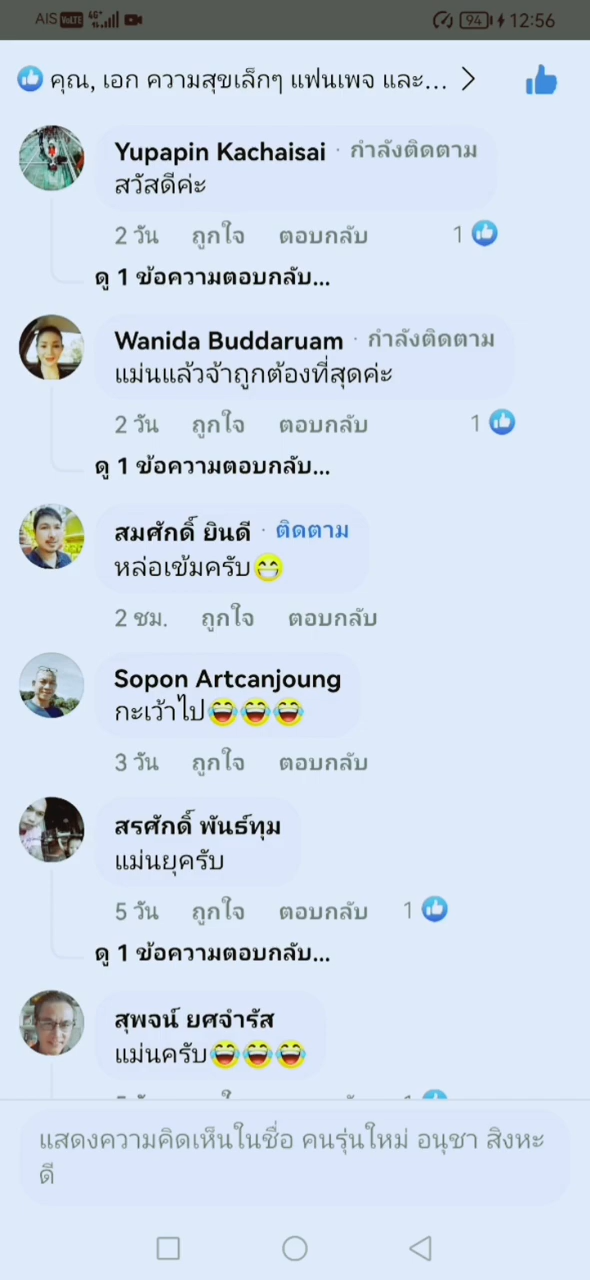 AIS VoLTE 4G+ 94 12:56
คุณ, เอก ความสุขเล็กๆ แฟนเพจ และ...
Yupapin Kachaisai · กำลังติดตาม
สวัสดีค่ะ
2 วัน ถูกใจ ตอบกลับ 1
ดู 1 ข้อความตอบกลับ...
Wanida Buddaruam · กำลังติดตาม
แม่นแล้วจ้าถูกต้องที่สุดค่ะ
2 วัน ถูกใจ ตอบกลับ 1
ดู 1 ข้อความตอบกลับ...
สมศักดิ์ ยินดี · ติดตาม
หล่อเข้มครับ😁
2 ชม. ถูกใจ ตอบกลับ
Sopon Artcanjoung
กะเว้าไป😂😂😂
3 วัน ถูกใจ ตอบกลับ
สรศักดิ์ พันธ์ทุม
แม่นยุครับ
5 วัน ถูกใจ ตอบกลับ 1
ดู 1 ข้อความตอบกลับ...
สุพจน์ ยศจำรัส
แม่นครับ😂😂😂
แสดงความคิดเห็นในชื่อ คนรุ่นใหม่ อนุชา สิงหะ
ดี